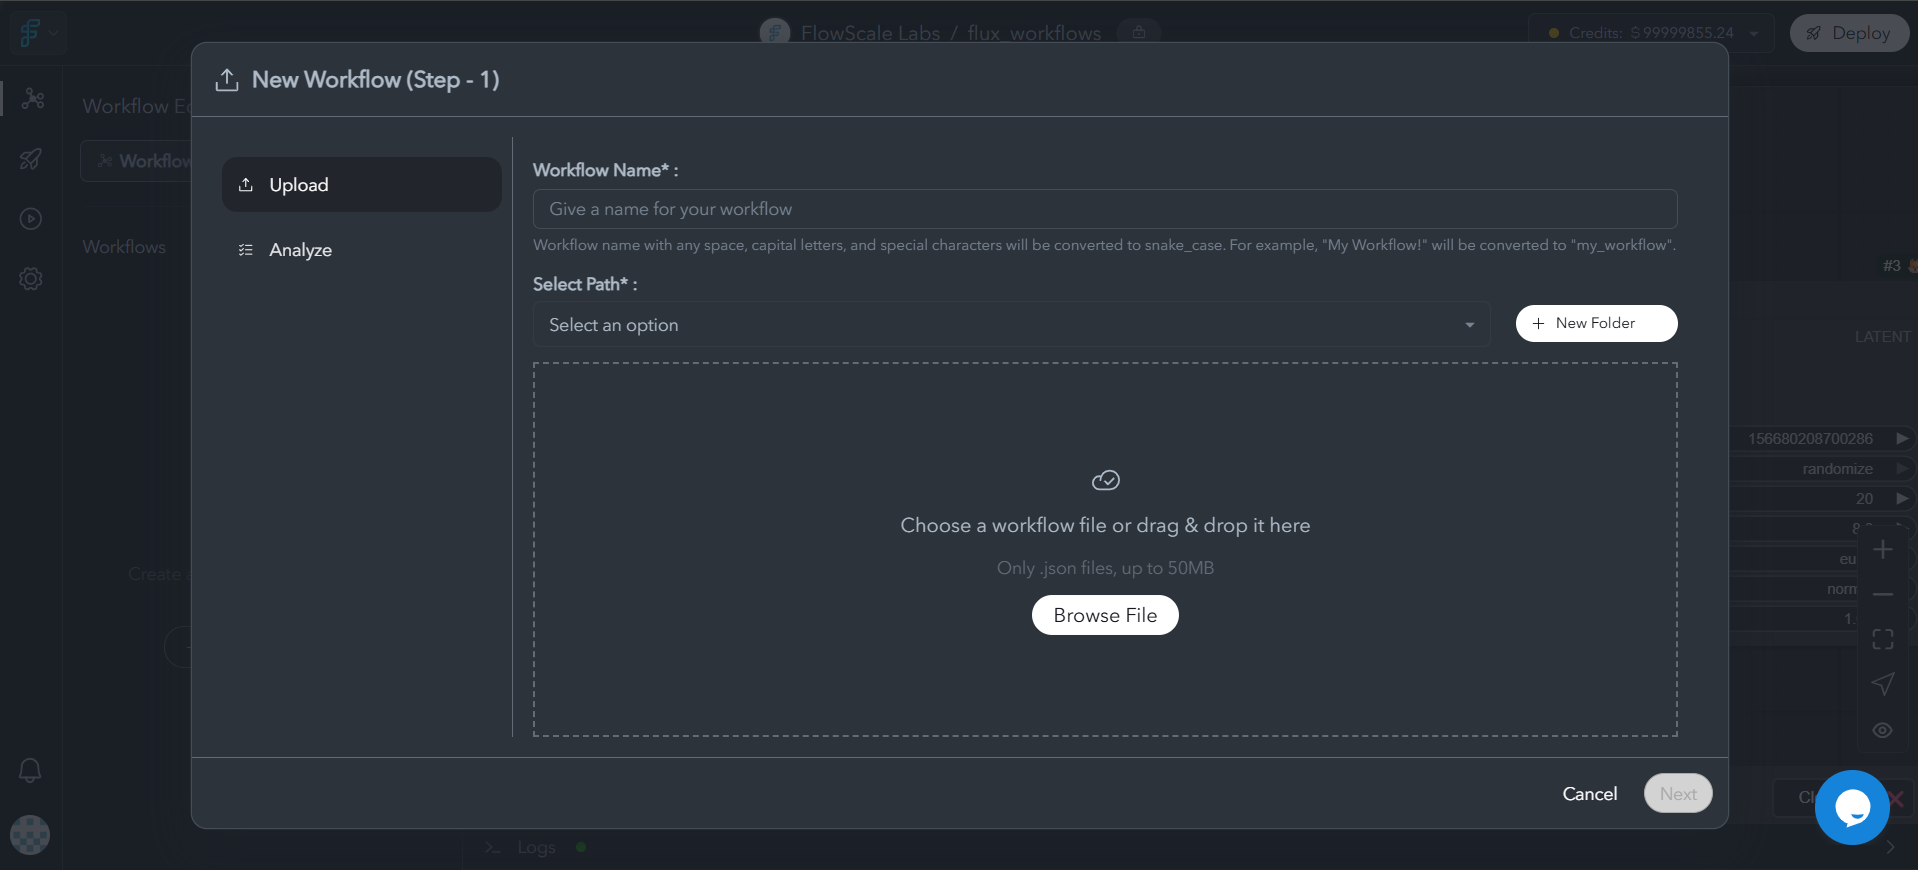 FlowScale Labs / flux_workflows
Credits: $ 99999855.24
Deploy
New Workflow (Step - 1)
Workflow
Workflow
Upload
Analyze
Workflows
Workflow Name* :
Give a name for your workflow
Workflow name with any space, capital letters, and special characters will be converted to snake_case. For example, "My Workflow!" will be converted to "my_workflow".
Select Path* :
Select an option
New Folder
#3
LATENT
156680208700286
randomize
20
Choose a workflow file or drag & drop it here
Only .json files, up to 50MB
Browse File
Create
Cancel
Next
Logs